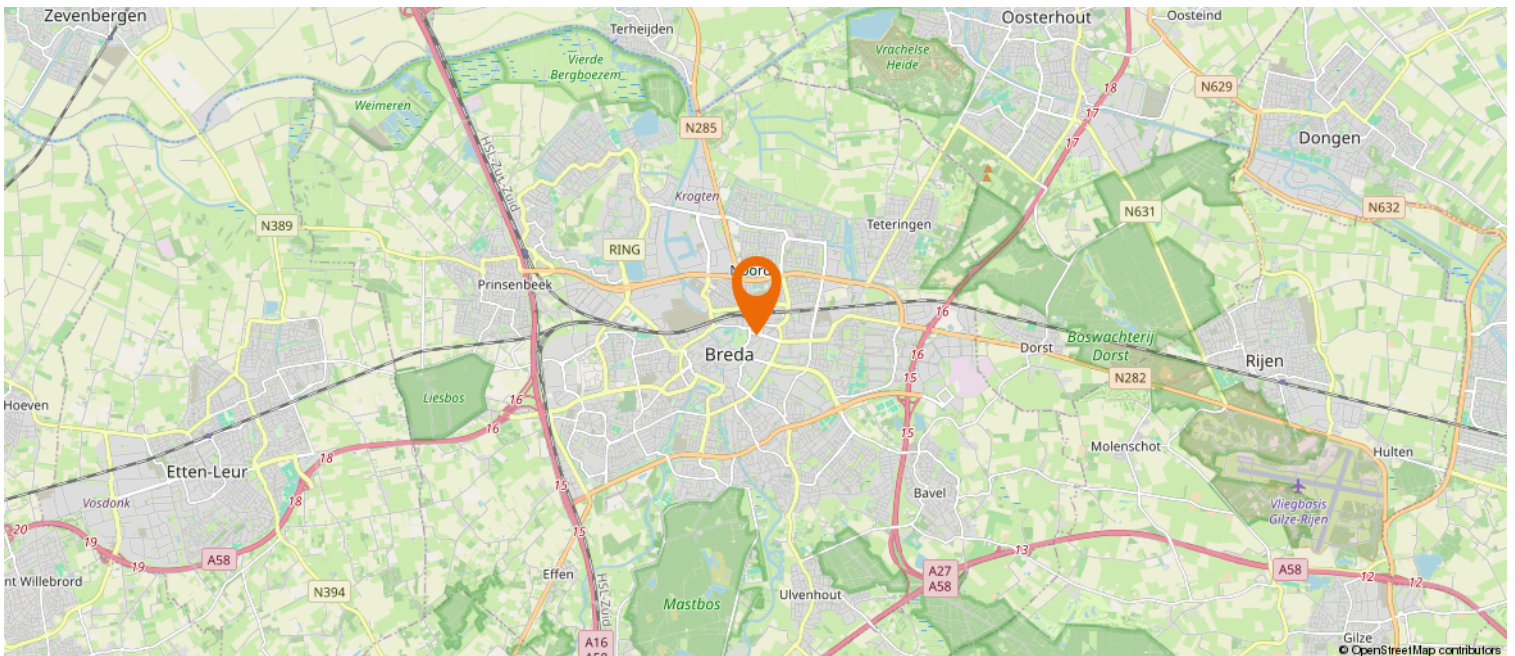 Zevenbergen
Terheijden
Oosterhout
Oosteind
Vrachelse
Heide
Vierde
Bergboezem
Weimeren
18
N629
17
N285
Dongen
17
HSL-Zut-Zuid
Krogten
N631
N632
N389
Teteringen
RING
Noord
Prinsenbeek
16
Boswachterij
Dorst
Dorst
Breda
16
Rijen
15
N282
Liesbos
16
Hoeven
16
15
Molenschot
Hulten
18
Etten-Leur
15
Bavel
18
Vosdonk
Vliegbasis
Gilze-Rijen
20
15
19
13
A58
19
A27
A58
A58
12
12
Effen
HSL-Zuid
nt Willebrord
N394
Ulvenhout
Mastbos
A16
A58
Gilze
© OpenStreetMap contributors